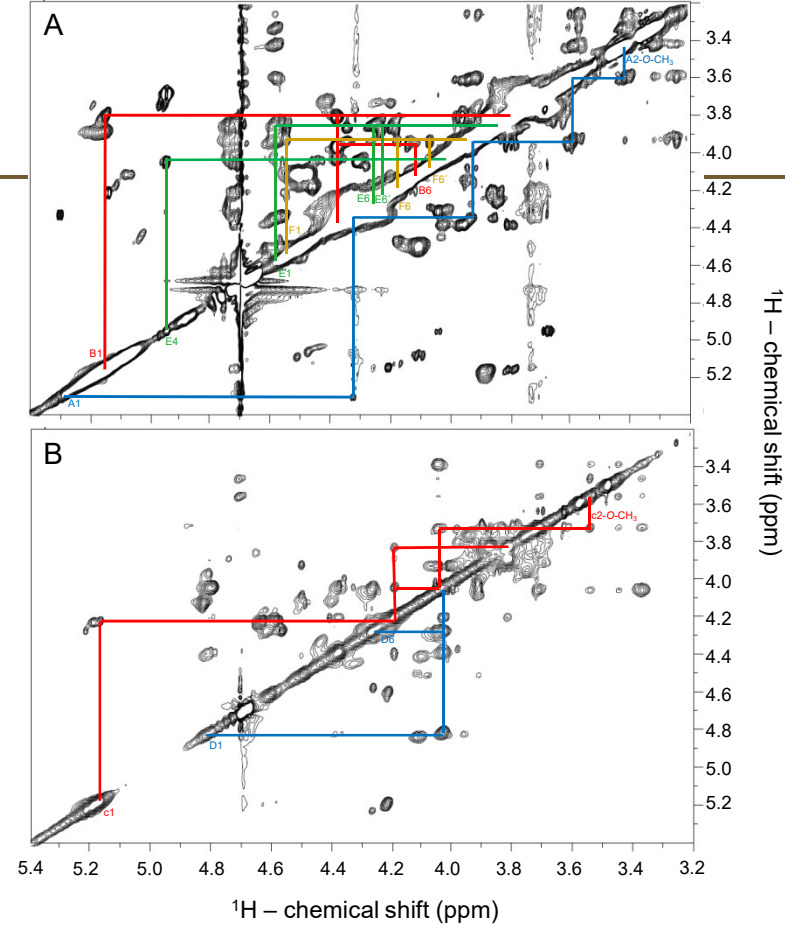 A
3.4
A2-O-CH₃
3.6
3.8
4.0
F6´
B6
4.2
E6
E6´
F6
F1
4.4
E1
4.6
4.8
5.0
E4
B1
5.2
A1
¹H – chemical shift (ppm)
B
3.4
3.6
c2-O-CH₃
3.8
4.0
4.2
D6
4.4
4.6
D1
4.8
5.0
c1
5.2
5.4 5.2 5.0 4.8 4.6 4.4 4.2 4.0 3.8 3.6 3.4 3.2
¹H – chemical shift (ppm)